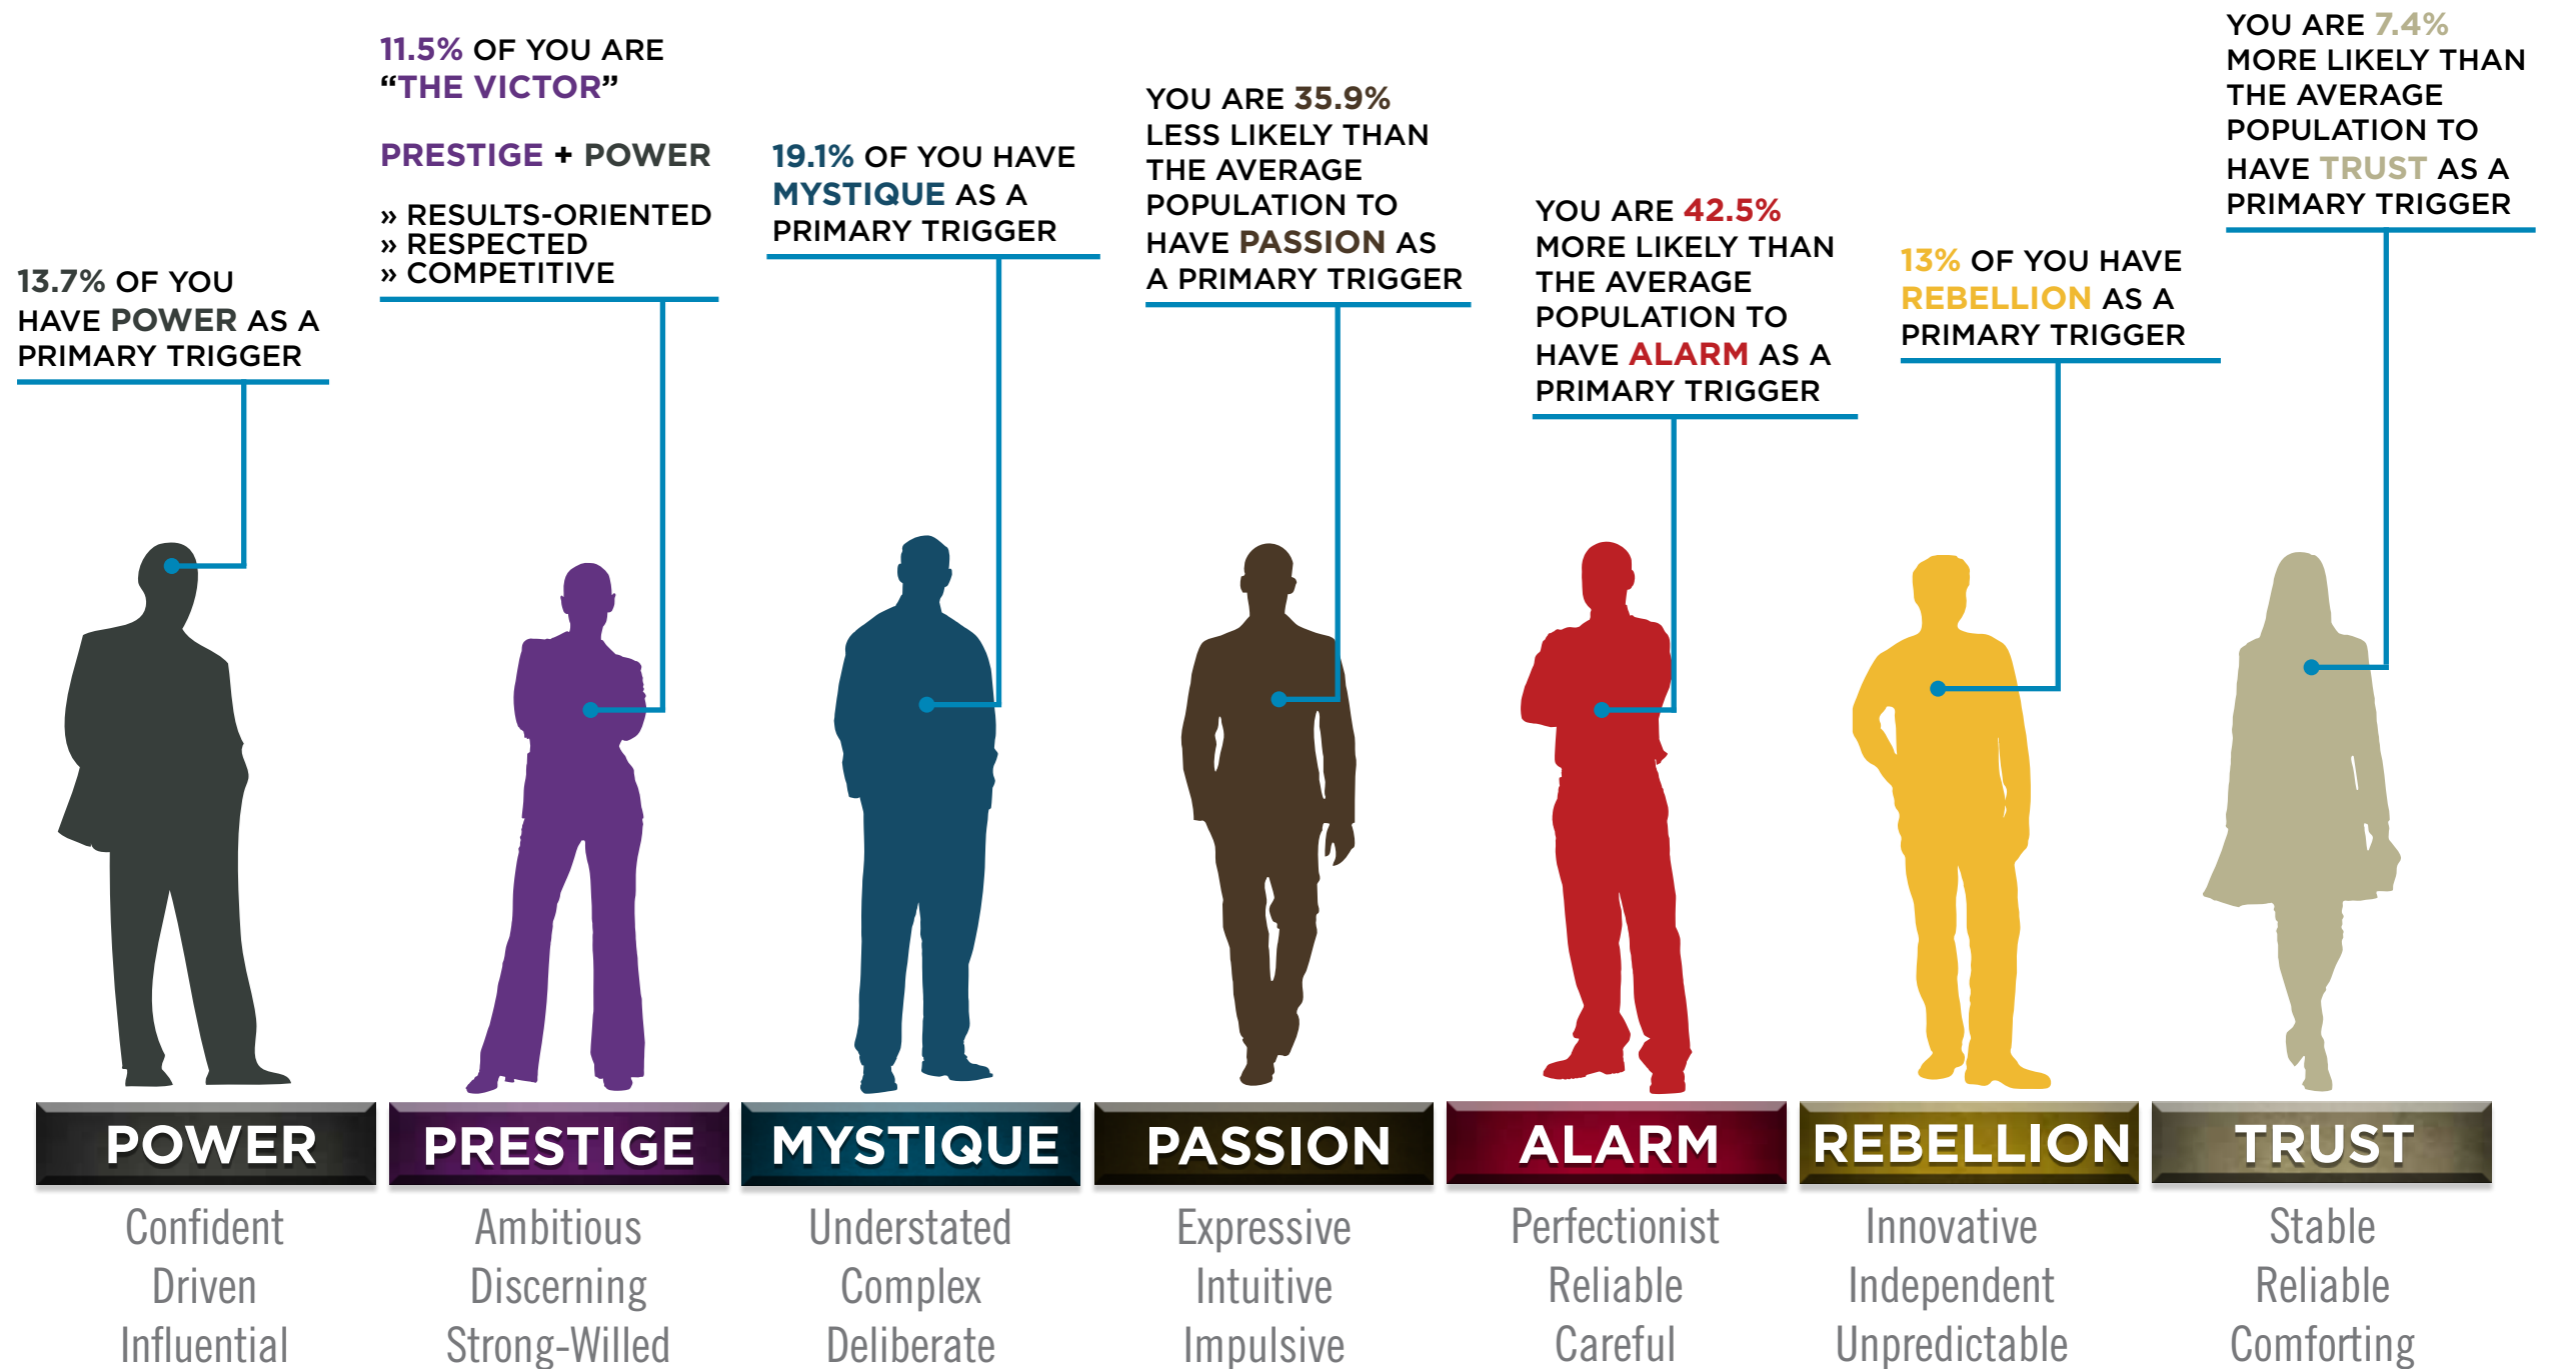 13.7% OF YOU
HAVE POWER AS A
PRIMARY TRIGGER
11.5% OF YOU ARE
“THE VICTOR”
PRESTIGE + POWER
» RESULTS-ORIENTED
» RESPECTED
» COMPETITIVE
19.1% OF YOU HAVE
MYSTIQUE AS A
PRIMARY TRIGGER
YOU ARE 35.9%
LESS LIKELY THAN
THE AVERAGE
POPULATION TO
HAVE PASSION AS
A PRIMARY TRIGGER
YOU ARE 42.5%
MORE LIKELY THAN
THE AVERAGE
POPULATION TO
HAVE ALARM AS A
PRIMARY TRIGGER
13% OF YOU HAVE
REBELLION AS A
PRIMARY TRIGGER
YOU ARE 7.4%
MORE LIKELY THAN
THE AVERAGE
POPULATION TO
HAVE TRUST AS A
PRIMARY TRIGGER
POWER
Confident
Driven
Influential
PRESTIGE
Ambitious
Discerning
Strong-Willed
MYSTIQUE
Understated
Complex
Deliberate
PASSION
Expressive
Intuitive
Impulsive
ALARM
Perfectionist
Reliable
Careful
REBELLION
Innovative
Independent
Unpredictable
TRUST
Stable
Reliable
Comforting